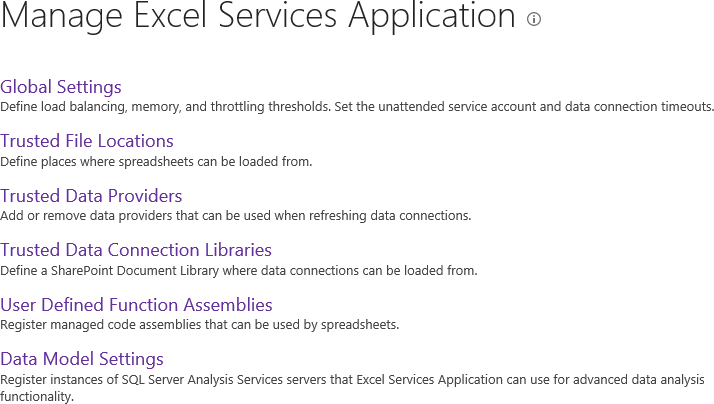 Manage Excel Services Application
Global Settings
Define load balancing, memory, and throttling thresholds. Set the unattended service account and data connection timeouts.
Trusted File Locations
Define places where spreadsheets can be loaded from.
Trusted Data Providers
Add or remove data providers that can be used when refreshing data connections.
Trusted Data Connection Libraries
Define a SharePoint Document Library where data connections can be loaded from.
User Defined Function Assemblies
Register managed code assemblies that can be used by spreadsheets.
Data Model Settings
Register instances of SQL Server Analysis Services servers that Excel Services Application can use for advanced data analysis
functionality.